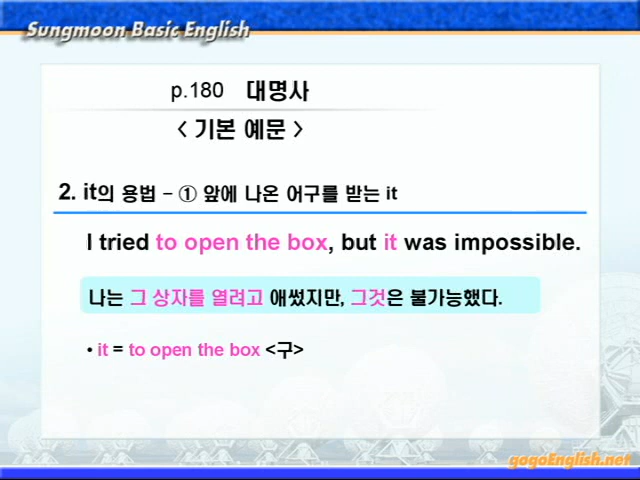 Sungmoon Basic English
p.180 대명사
< 기본 예문 >
2. it의 용법 - ① 앞에 나온 어구를 받는 it
I tried to open the box, but it was impossible.
나는 그 상자를 열려고 애썼지만, 그것은 불가능했다.
• it = to open the box <구>
gogoEnglish.net